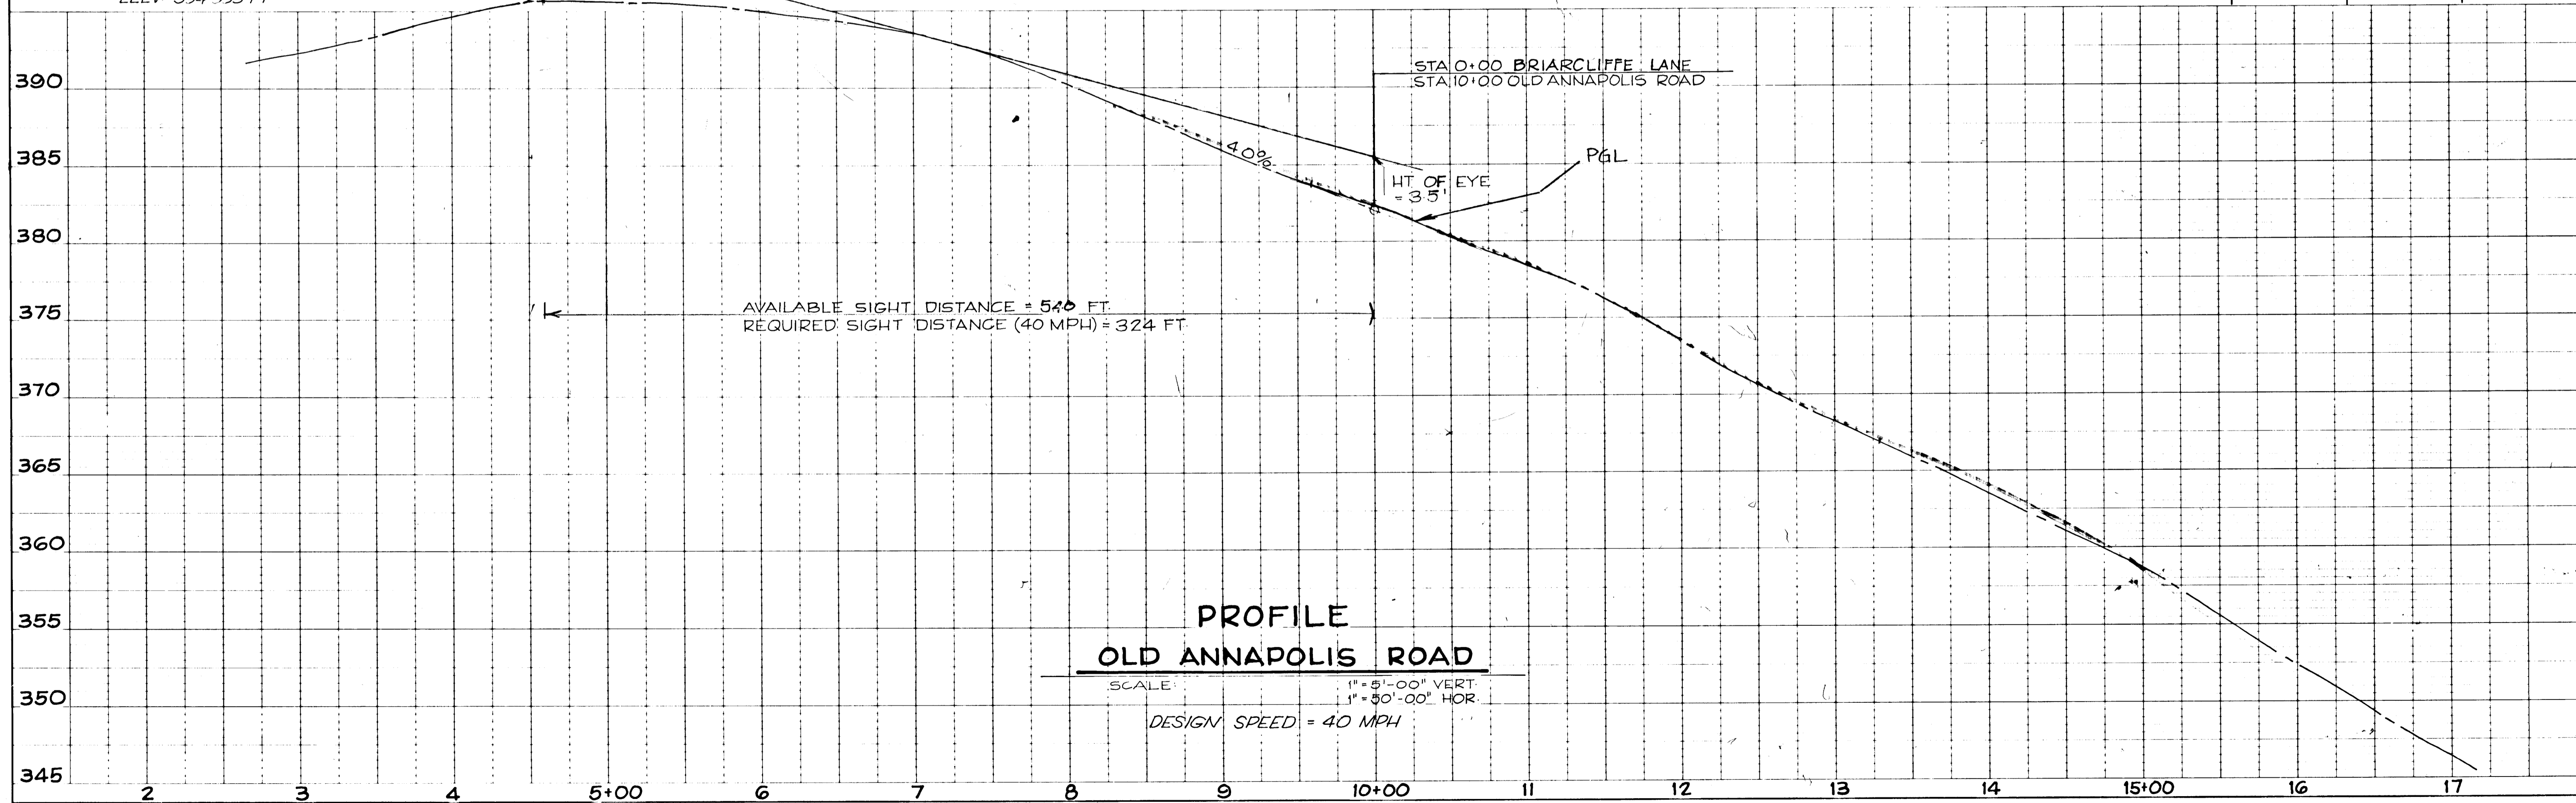 390
385
380
375
370
365
360
355
350
345
STA 0+00 BRIARCLIFFE LANE
STA 10+00 OLD ANNAPOLIS ROAD
40%
HT OF EYE
= 3.5'
PGL
AVAILABLE SIGHT DISTANCE = 540 FT.
REQUIRED SIGHT DISTANCE (40 MPH) = 324 FT
PROFILE
OLD ANNAPOLIS ROAD
SCALE: 1" = 5'-00" VERT.
1" = 50'-00" HOR.
DESIGN SPEED = 40 MPH
2 3 4 5+00 6 7 8 9 10+00 11 12 13 14 15+00 16 17